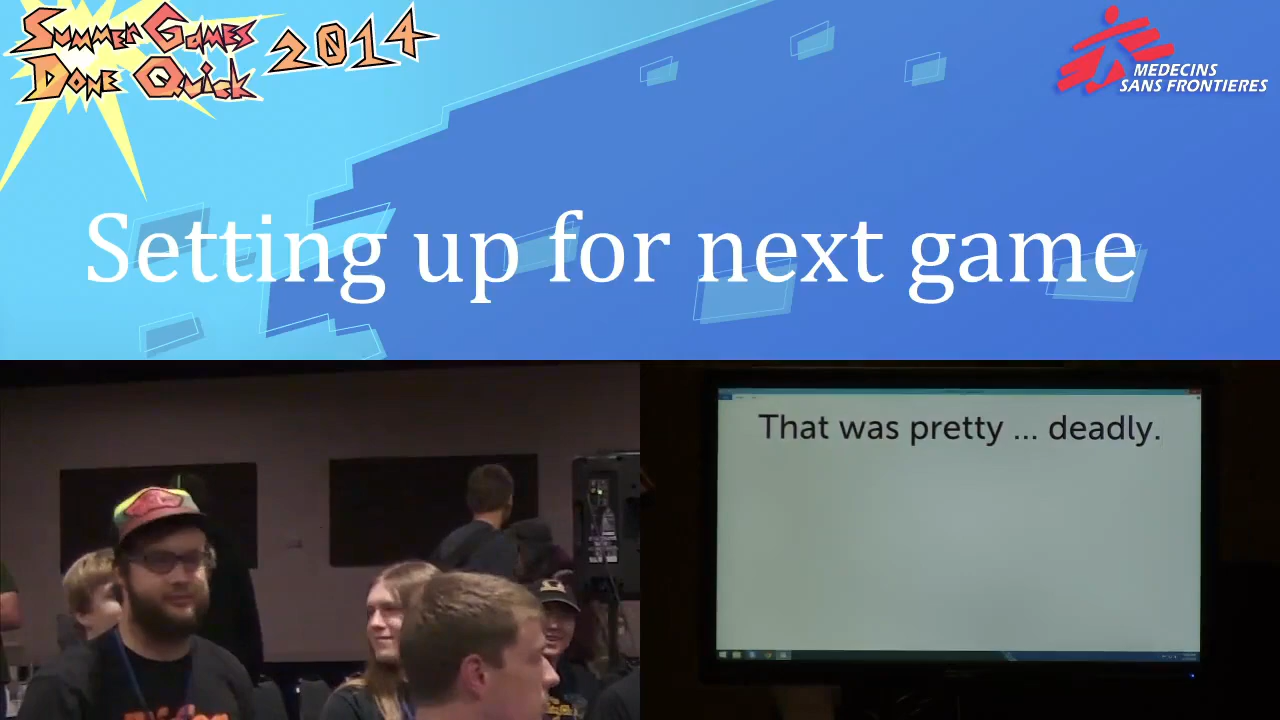 Summer Games
Done Quick 2014
MEDECINS
SANS FRONTIERES
Setting up for next game
That was pretty ... deadly.